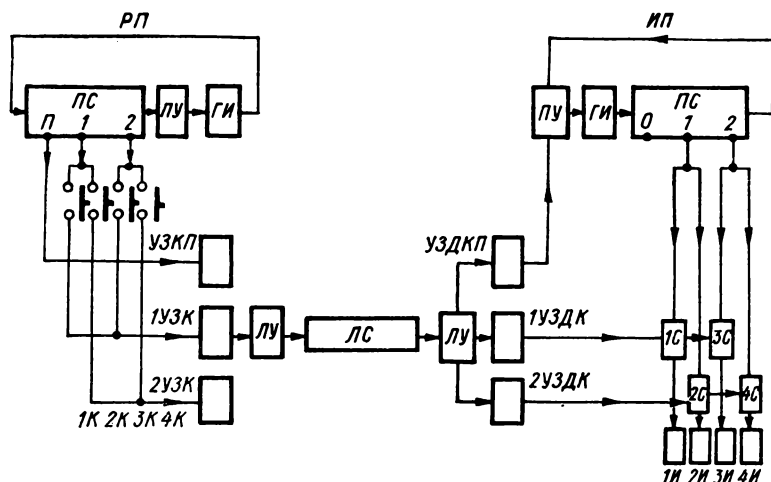 РП
ИП
ПС
П 1 2
ПУ
ГИ
ПУ
ГИ
ПС
0 1 2
УЗКП
УЗДКП
1УЗК
ЛУ
ЛС
ЛУ
1УЗДК
1С
3С
2УЗК
2УЗДК
2С
4С
1К 2К 3К 4К
1И 2И 3И 4И